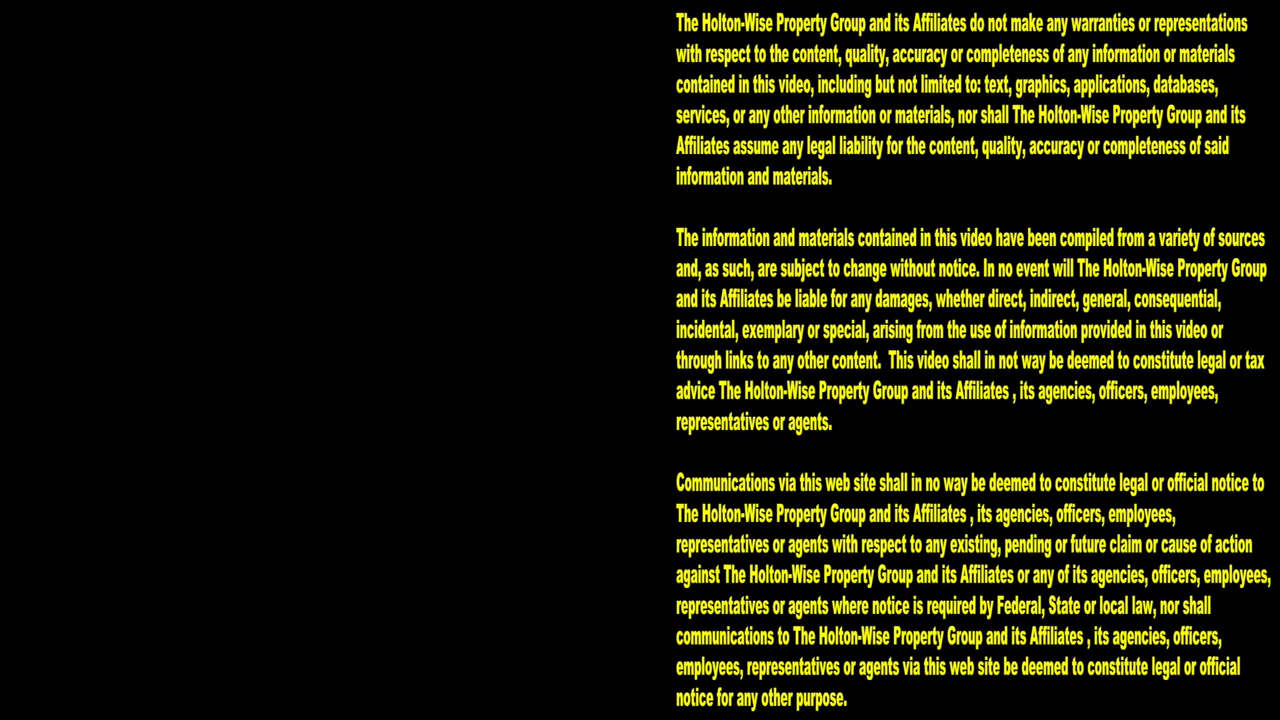 The Holton-Wise Property Group and its Affiliates do not make any warranties or representations
with respect to the content, quality, accuracy or completeness of any information or materials
contained in this video, including but not limited to: text, graphics, applications, databases,
services, or any other information or materials, nor shall The Holton-Wise Property Group and its
Affiliates assume any legal liability for the content, quality, accuracy or completeness of said
information and materials.
The information and materials contained in this video have been compiled from a variety of sources
and, as such, are subject to change without notice. In no event will The Holton-Wise Property Group
and its Affiliates be liable for any damages, whether direct, indirect, general, consequential,
incidental, exemplary or special, arising from the use of information provided in this video or
through links to any other content.  This video shall in not way be deemed to constitute legal or tax
advice The Holton-Wise Property Group and its Affiliates , its agencies, officers, employees,
representatives or agents.
Communications via this web site shall in no way be deemed to constitute legal or official notice to
The Holton-Wise Property Group and its Affiliates , its agencies, officers, employees,
representatives or agents with respect to any existing, pending or future claim or cause of action
against The Holton-Wise Property Group and its Affiliates or any of its agencies, officers, employees,
representatives or agents where notice is required by Federal, State or local law, nor shall
communications to The Holton-Wise Property Group and its Affiliates , its agencies, officers,
employees, representatives or agents via this web site be deemed to constitute legal or official
notice for any other purpose.